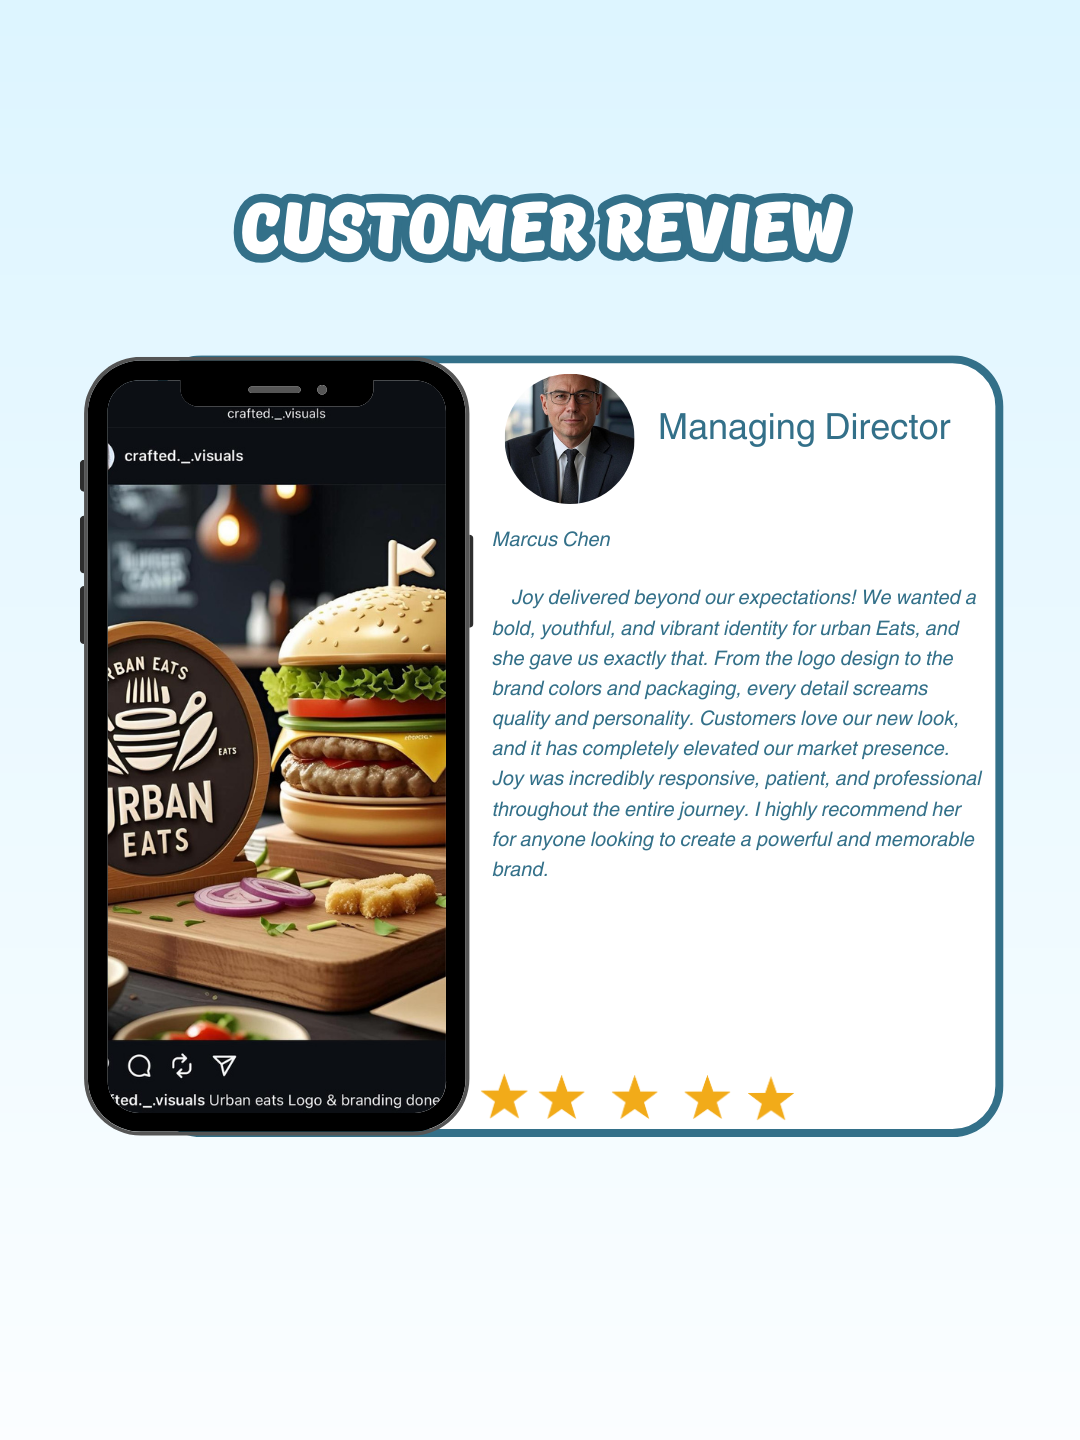 CUSTOMER REVIEW
crafted._.visuals
crafted._.visuals
RBAN EATS
EATS
URBAN
EATS
fted._.visuals Urban eats Logo & branding done
Managing Director
Marcus Chen
Joy delivered beyond our expectations! We wanted a
bold, youthful, and vibrant identity for urban Eats, and
she gave us exactly that. From the logo design to the
brand colors and packaging, every detail screams
quality and personality. Customers love our new look,
and it has completely elevated our market presence.
Joy was incredibly responsive, patient, and professional
throughout the entire journey. I highly recommend her
for anyone looking to create a powerful and memorable
brand.